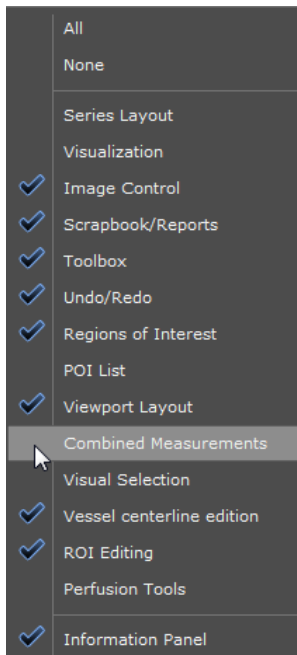 All
None
Series Layout
Visualization
Image Control
Scrapbook/Reports
Toolbox
Undo/Redo
Regions of Interest
POI List
Viewport Layout
Combined Measurements
Visual Selection
Vessel centerline edition
ROI Editing
Perfusion Tools
Information Panel